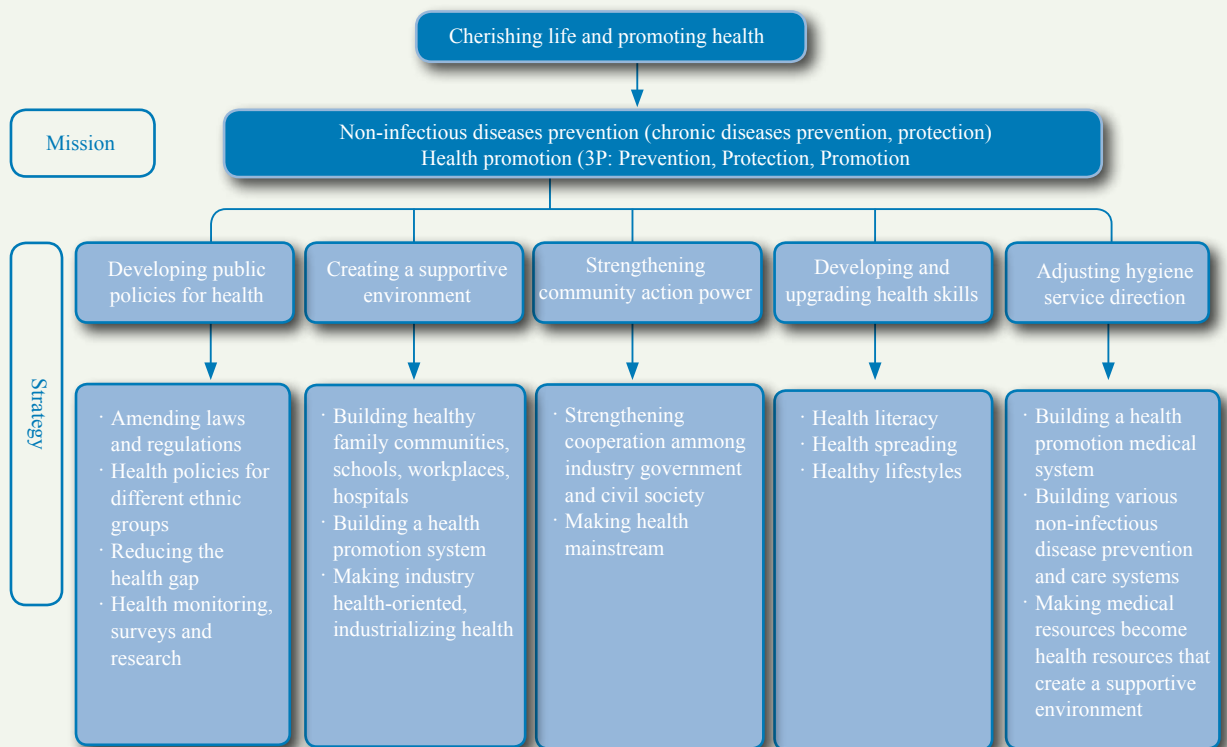 Cherishing life and promoting health
Mission
Non-infectious diseases prevention (chronic diseases prevention, protection)
Health promotion (3P: Prevention, Protection, Promotion
Strategy
Developing public
policies for health
Creating a supportive
environment
Strengthening
community action power
Developing and
upgrading health skills
Adjusting hygiene
service direction
· Amending laws
and regulations
· Health policies for
different ethnic
groups
· Reducing the
health gap
· Health monitoring,
surveys and
research
· Building healthy
family communities,
schools, workplaces,
hospitals
· Building a health
promotion system
· Making industry
health-oriented,
industrializing health
· Strengthening
cooperation ammong
industry government
and civil society
· Making health
mainstream
· Health literacy
· Health spreading
· Healthy lifestyles
· Building a health
promotion medical
system
· Building various
non-infectious
disease prevention
and care systems
· Making medical
resources become
health resources that
create a supportive
environment